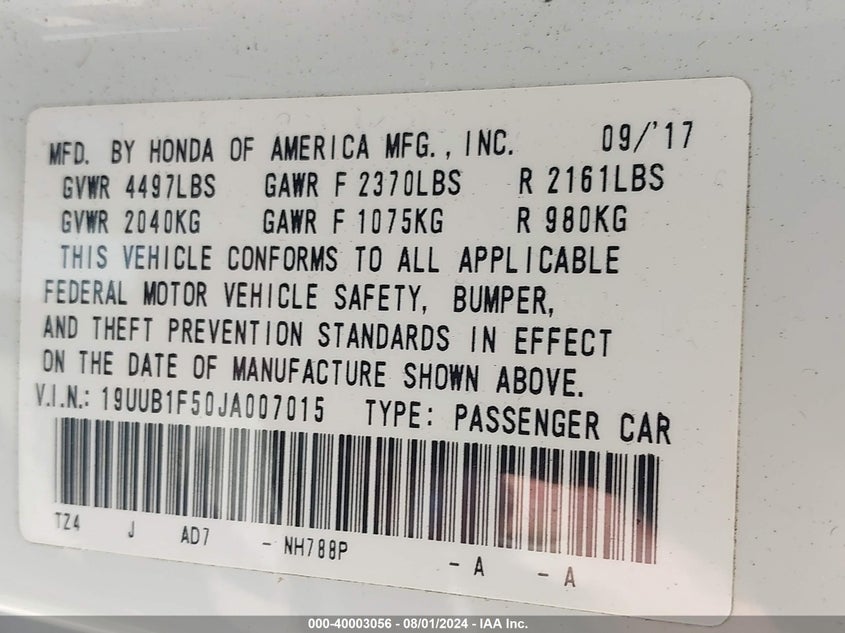 MFD. BY HONDA OF AMERICA MFG., INC. 09/'17
GVWR 4497LBS GAWR F 2370LBS R 2161LBS
GVWR 2040KG GAWR F 1075KG R 980KG
THIS VEHICLE CONFORMS TO ALL APPLICABLE
FEDERAL MOTOR VEHICLE SAFETY, BUMPER,
AND THEFT PREVENTION STANDARDS IN EFFECT
ON THE DATE OF MANUFACTURE SHOWN ABOVE.
V.I.N.: 19UUB1F50JA007015 TYPE: PASSENGER CAR
TZ4 J AD7 - NH788P - A - A
000-40003056 - 08/01/2024 - IAA Inc.